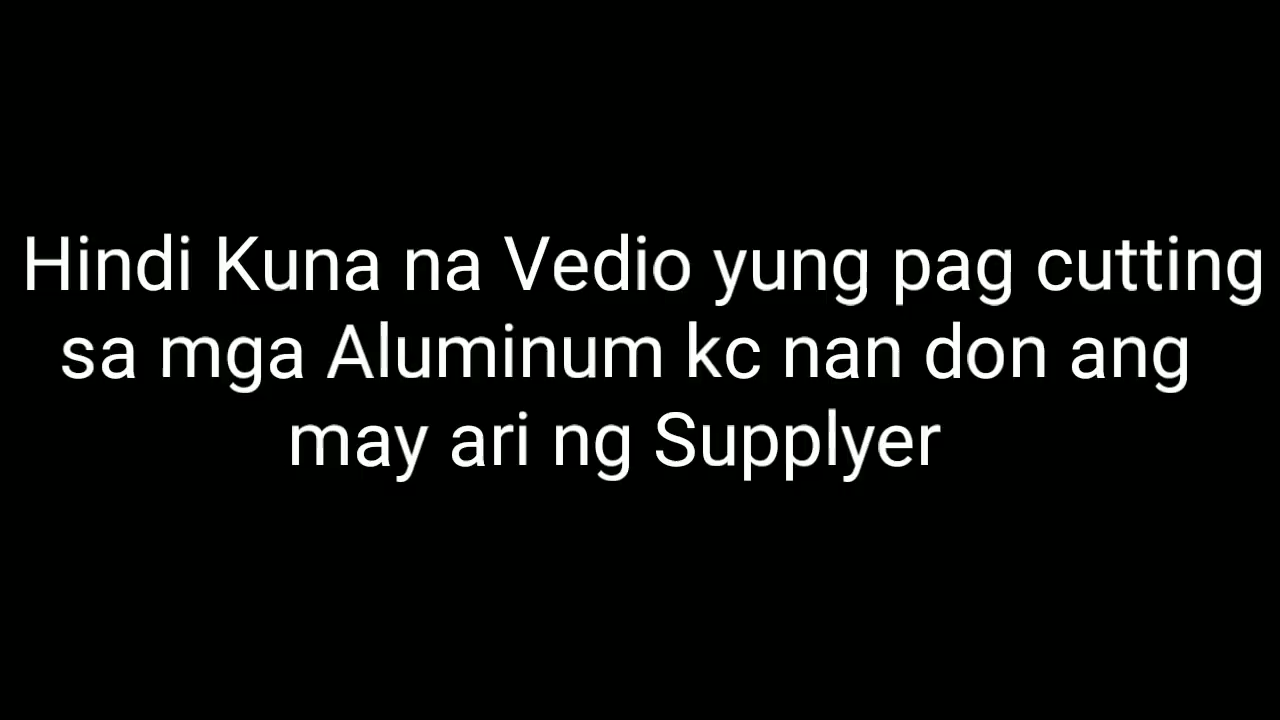 Hindi Kuna na Vedio yung pag cutting
sa mga Aluminum kc nan don ang
may ari ng Supplyer